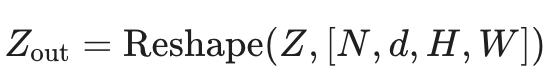 Z_out = Reshape(Z, [N, d, H, W])